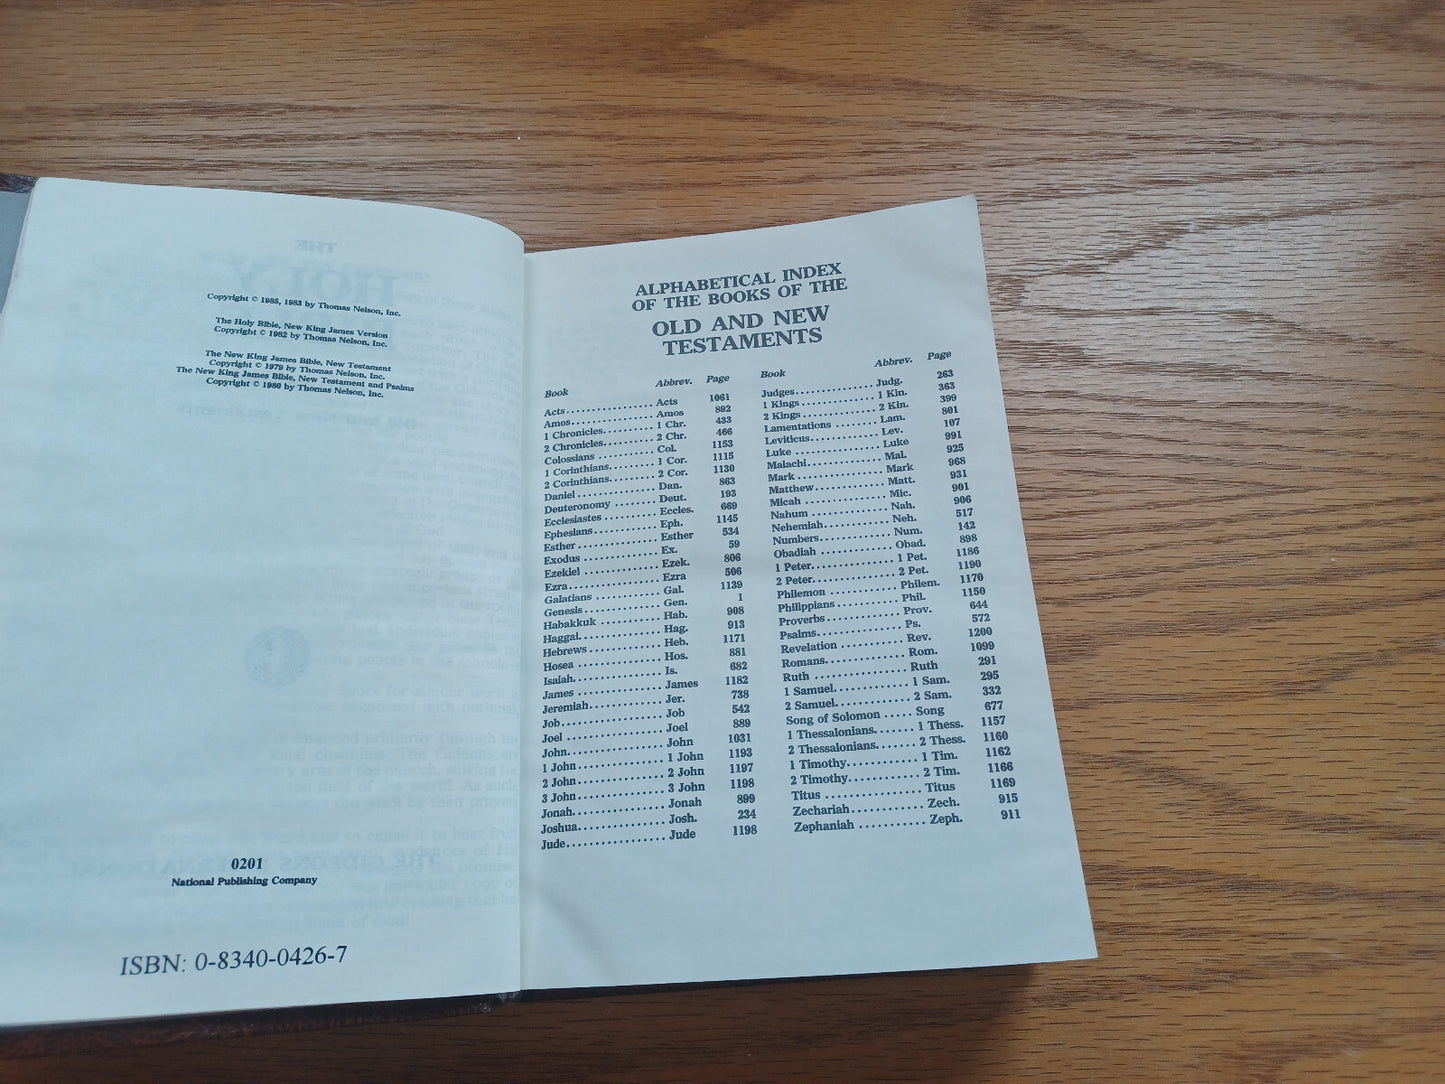 Copyright © 1985, 1983 by Thomas Nelson, Inc.
The Holy Bible, New King James Version
Copyright © 1982 by Thomas Nelson, Inc.
The New King James Bible, New Testament
Copyright © 1979 by Thomas Nelson, Inc.
The New King James Bible, New Testament and Psalms
Copyright © 1980 by Thomas Nelson, Inc.
0201
National Publishing Company
ISBN: 0-8340-0426-7
ALPHABETICAL INDEX
OF THE BOOKS OF THE
OLD AND NEW
TESTAMENTS
Book Abbrev. Page
Acts Acts 1061
Amos Amos 892
1 Chronicles 1 Chr. 433
2 Chronicles 2 Chr. 466
Colossians Col. 1153
1 Corinthians 1 Cor. 1115
2 Corinthians 2 Cor. 1130
Daniel Dan. 863
Deuteronomy Deut. 193
Ecclesiastes Eccles. 669
Ephesians Eph. 1145
Esther Esther 534
Exodus Ex. 59
Ezekiel Ezek. 806
Ezra Ezra 506
Galatians Gal. 1139
Genesis Gen. 1
Habakkuk Hab. 908
Haggai Hag. 913
Hebrews Heb. 1171
Hosea Hos. 881
Isaiah Is. 682
James James 1182
Jeremiah Jer. 738
Job Job 542
Joel Joel 889
John John 1031
1 John 1 John 1193
2 John 2 John 1197
3 John 3 John 1198
Jonah Jonah 899
Joshua Josh. 234
Jude Jude 1198
Book Abbrev. Page
Judges Judg. 263
1 Kings 1 Kin. 363
2 Kings 2 Kin. 399
Lamentations Lam. 801
Leviticus Lev. 107
Luke Luke 991
Malachi Mal. 925
Mark Mark 968
Matthew Matt. 931
Micah Mic. 901
Nahum Nah. 906
Nehemiah Neh. 517
Numbers Num. 142
Obadiah Obad. 898
1 Peter 1 Pet. 1186
2 Peter 2 Pet. 1190
Philemon Philem. 1170
Philippians Phil. 1150
Proverbs Prov. 644
Psalms Ps. 572
Revelation Rev. 1200
Romans Rom. 1099
Ruth Ruth 291
1 Samuel 1 Sam. 295
2 Samuel 2 Sam. 332
Song of Solomon Song 677
1 Thessalonians 1 Thess. 1157
2 Thessalonians 2 Thess. 1160
1 Timothy 1 Tim. 1162
2 Timothy 2 Tim. 1166
Titus Titus 1169
Zechariah Zech. 915
Zephaniah Zeph. 911